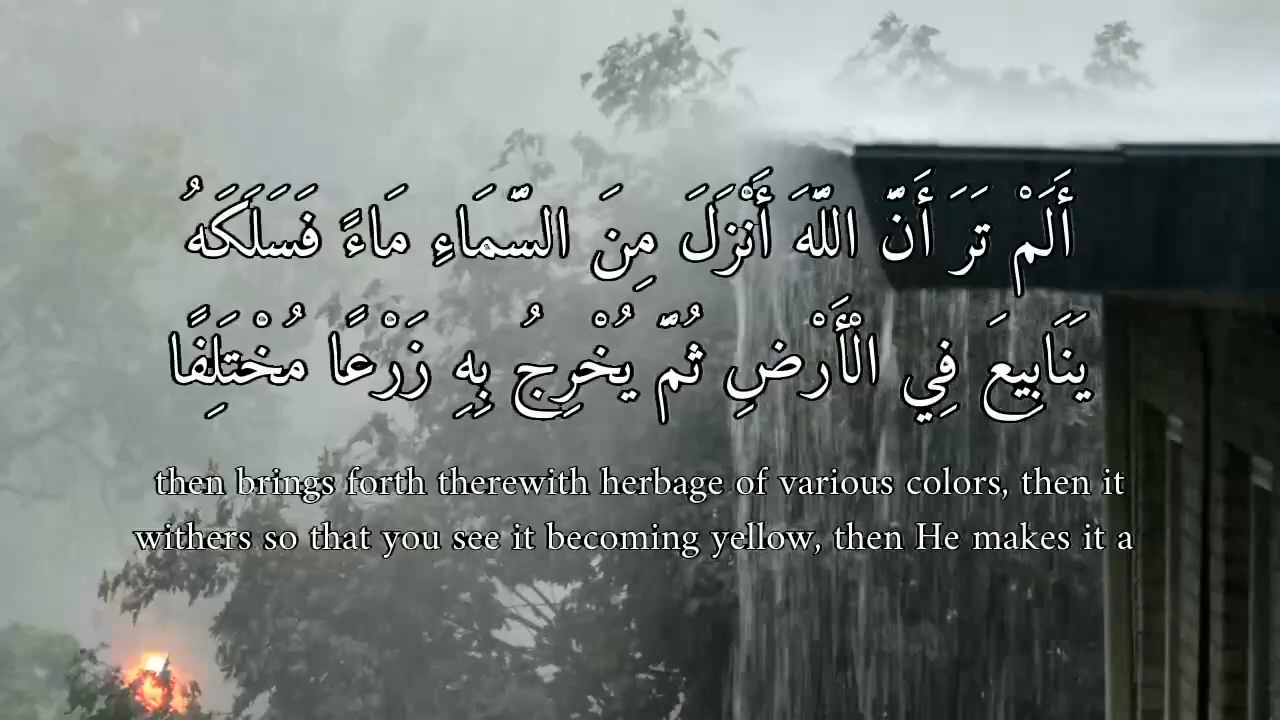 أَلَمْ تَرَ أَنَّ اللَّهَ أَنْزَلَ مِنَ السَّمَاءِ مَاءً فَسَلَكَهُ
يَنَابِيعَ فِي الْأَرْضِ ثُمَّ يُخْرِجُ بِهِ زَرْعًا مُخْتَلِفًا
then brings forth therewith herbage of various colors, then it
withers so that you see it becoming yellow, then He makes it a